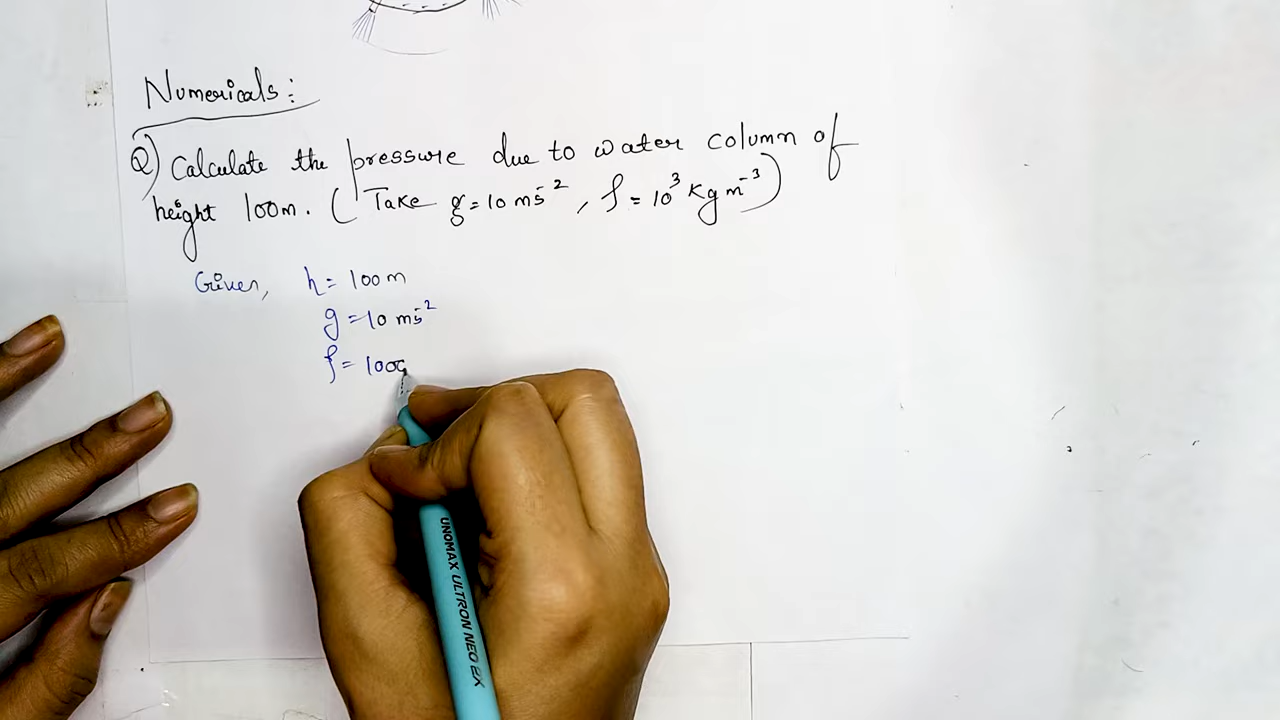 Numericals:
Q) Calculate the pressure due to water column of
height 100m. (Take g=10 ms⁻², ρ = 10³ Kg m⁻³)
Given, h= 100m
g =10 ms⁻²
ρ = 1000
UNOMAX ULTRON NEO EX